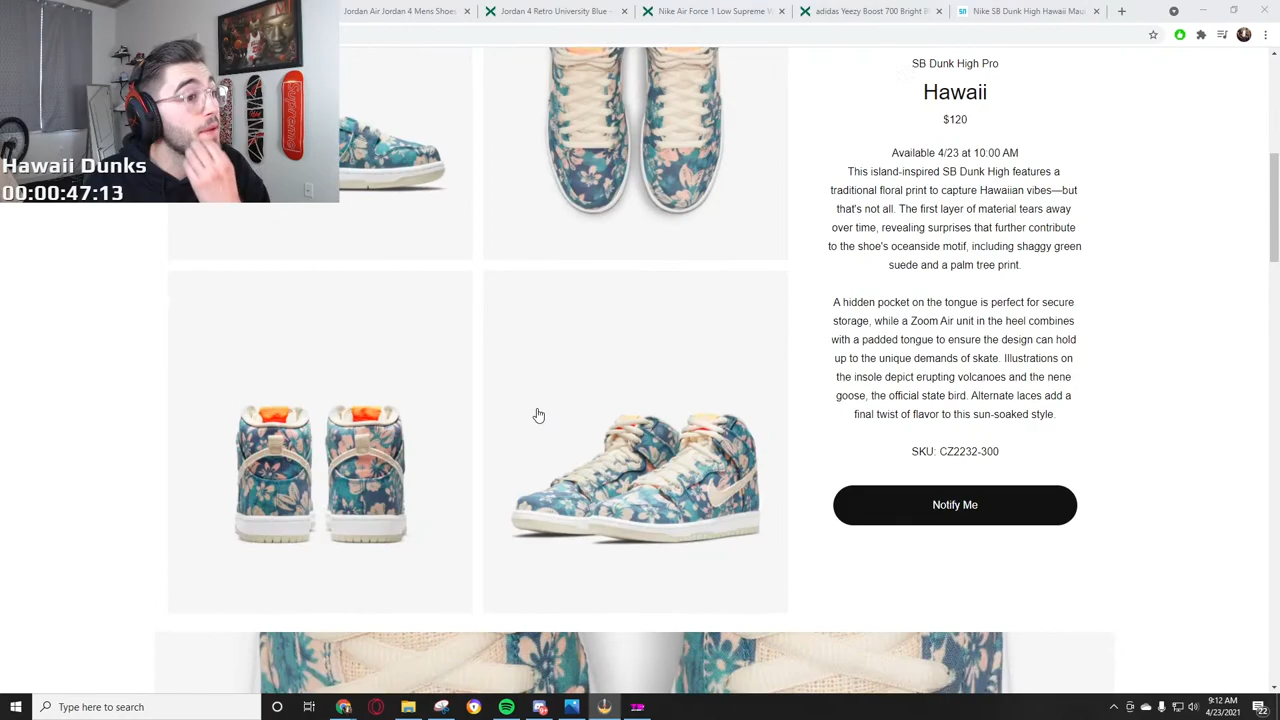 Jordan Air Jordan 4 Mens Shoes
Jordan 4 Retro University Blue -
Nike Air Force 1 Low Supreme W
adidas Yeezy Boost 700 Bright B
Nike SB Dunk High Hawaii Maui
Supreme
Hawaii Dunks
00:00:47:13
SB Dunk High Pro
Hawaii
$120
Available 4/23 at 10:00 AM
This island-inspired SB Dunk High features a
traditional floral print to capture Hawaiian vibes—but
that's not all. The first layer of material tears away
over time, revealing surprises that further contribute
to the shoe's oceanside motif, including shaggy green
suede and a palm tree print.
A hidden pocket on the tongue is perfect for secure
storage, while a Zoom Air unit in the heel combines
with a padded tongue to ensure the design can hold
up to the unique demands of skate. Illustrations on
the insole depict erupting volcanoes and the nene
goose, the official state bird. Alternate laces add a
final twist of flavor to this sun-soaked style.
SKU: CZ2232-300
Notify Me
Type here to search
9:12 AM
4/23/2021
22